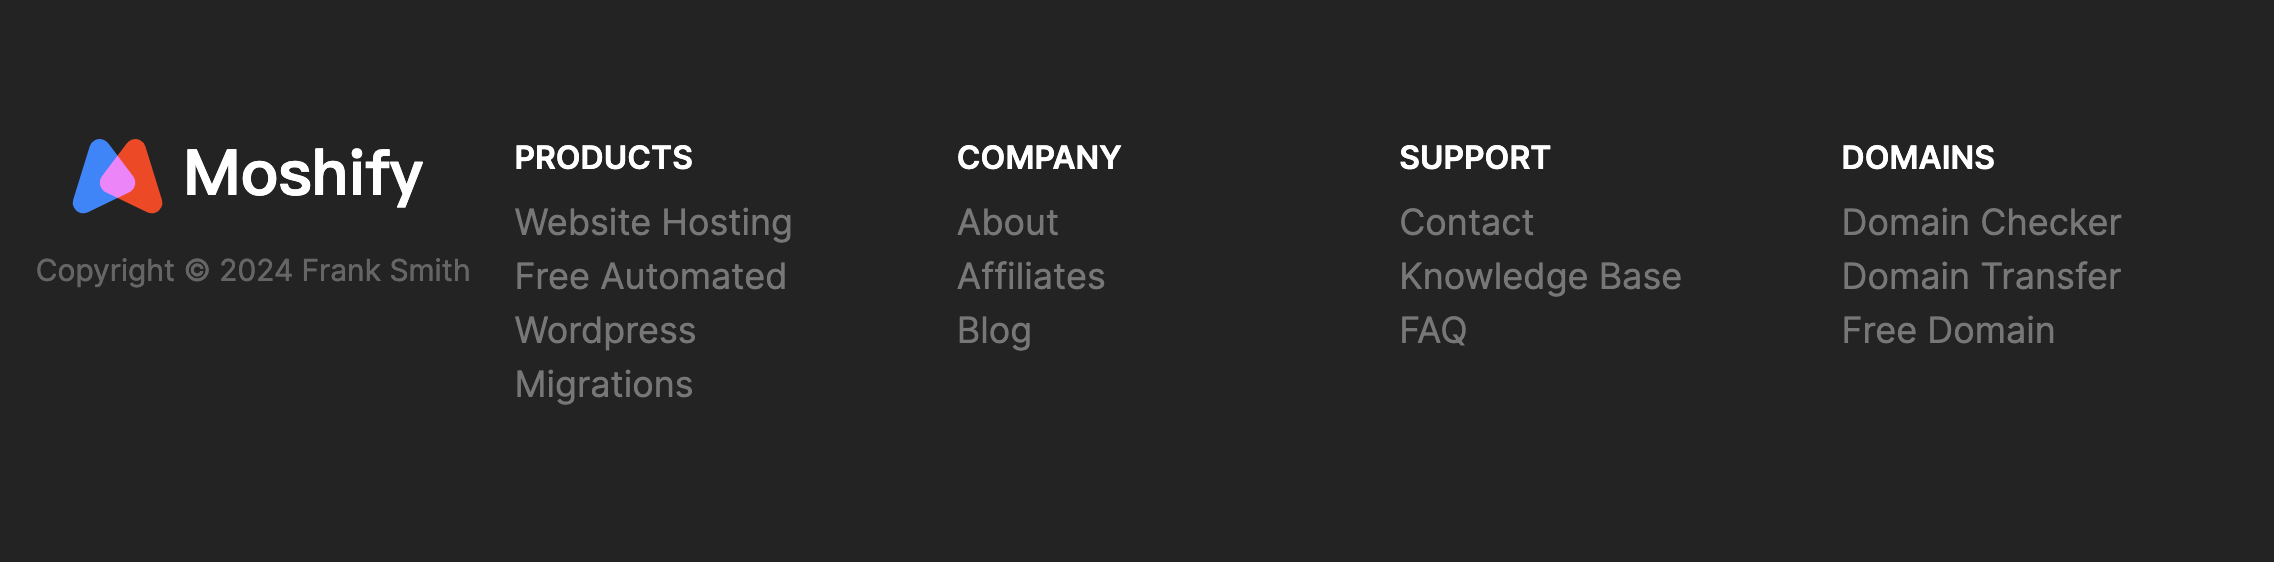 Moshify
Copyright © 2024 Frank Smith
PRODUCTS
Website Hosting
Free Automated
Wordpress
Migrations
COMPANY
About
Affiliates
Blog
SUPPORT
Contact
Knowledge Base
FAQ
DOMAINS
Domain Checker
Domain Transfer
Free Domain